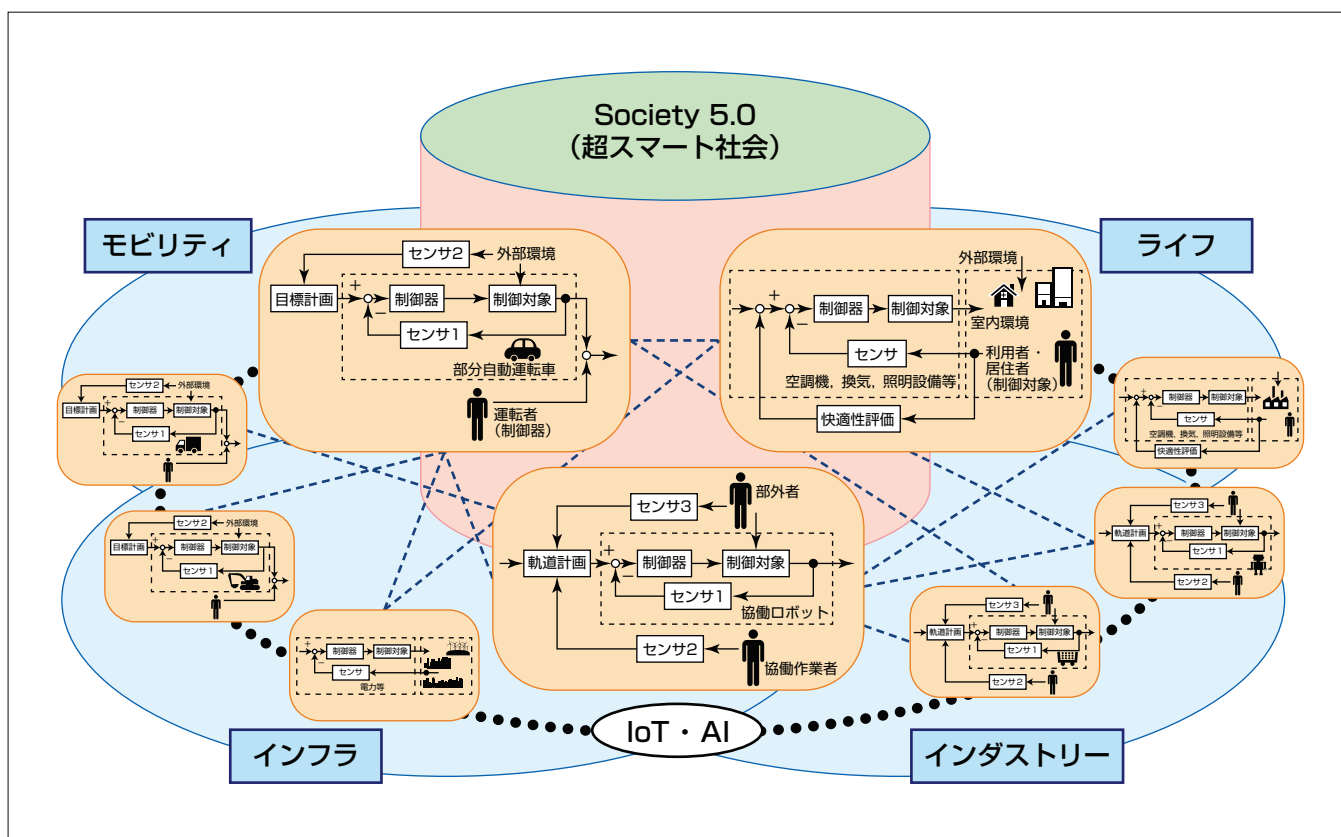 Society 5.0
（超スマート社会）
モビリティ
ライフ
センサ2
外部環境
目標計画
+
−
制御器
制御対象
センサ1
部分自動運転車
運転者
（制御器）
外部環境
+
−
制御器
制御対象
室内環境
センサ
利用者・
居住者
（制御対象）
空調機，換気，照明設備等
快適性評価
センサ2
外部環境
目標計画
+
−
制御器
制御対象
センサ1
+
−
制御器
制御対象
センサ
空調機、換気、照明設備等
快適性評価
部外者
センサ3
軌道計画
+
−
制御器
制御対象
センサ1
協働ロボット
センサ2
協働作業者
センサ2
外部環境
目標計画
+
−
制御器
制御対象
センサ1
センサ3
軌道計画
+
−
制御器
制御対象
センサ1
センサ2
+
−
制御器
制御対象
センサ
電力等
センサ3
軌道計画
+
−
制御器
制御対象
センサ1
センサ2
インフラ
IoT・AI
インダストリー